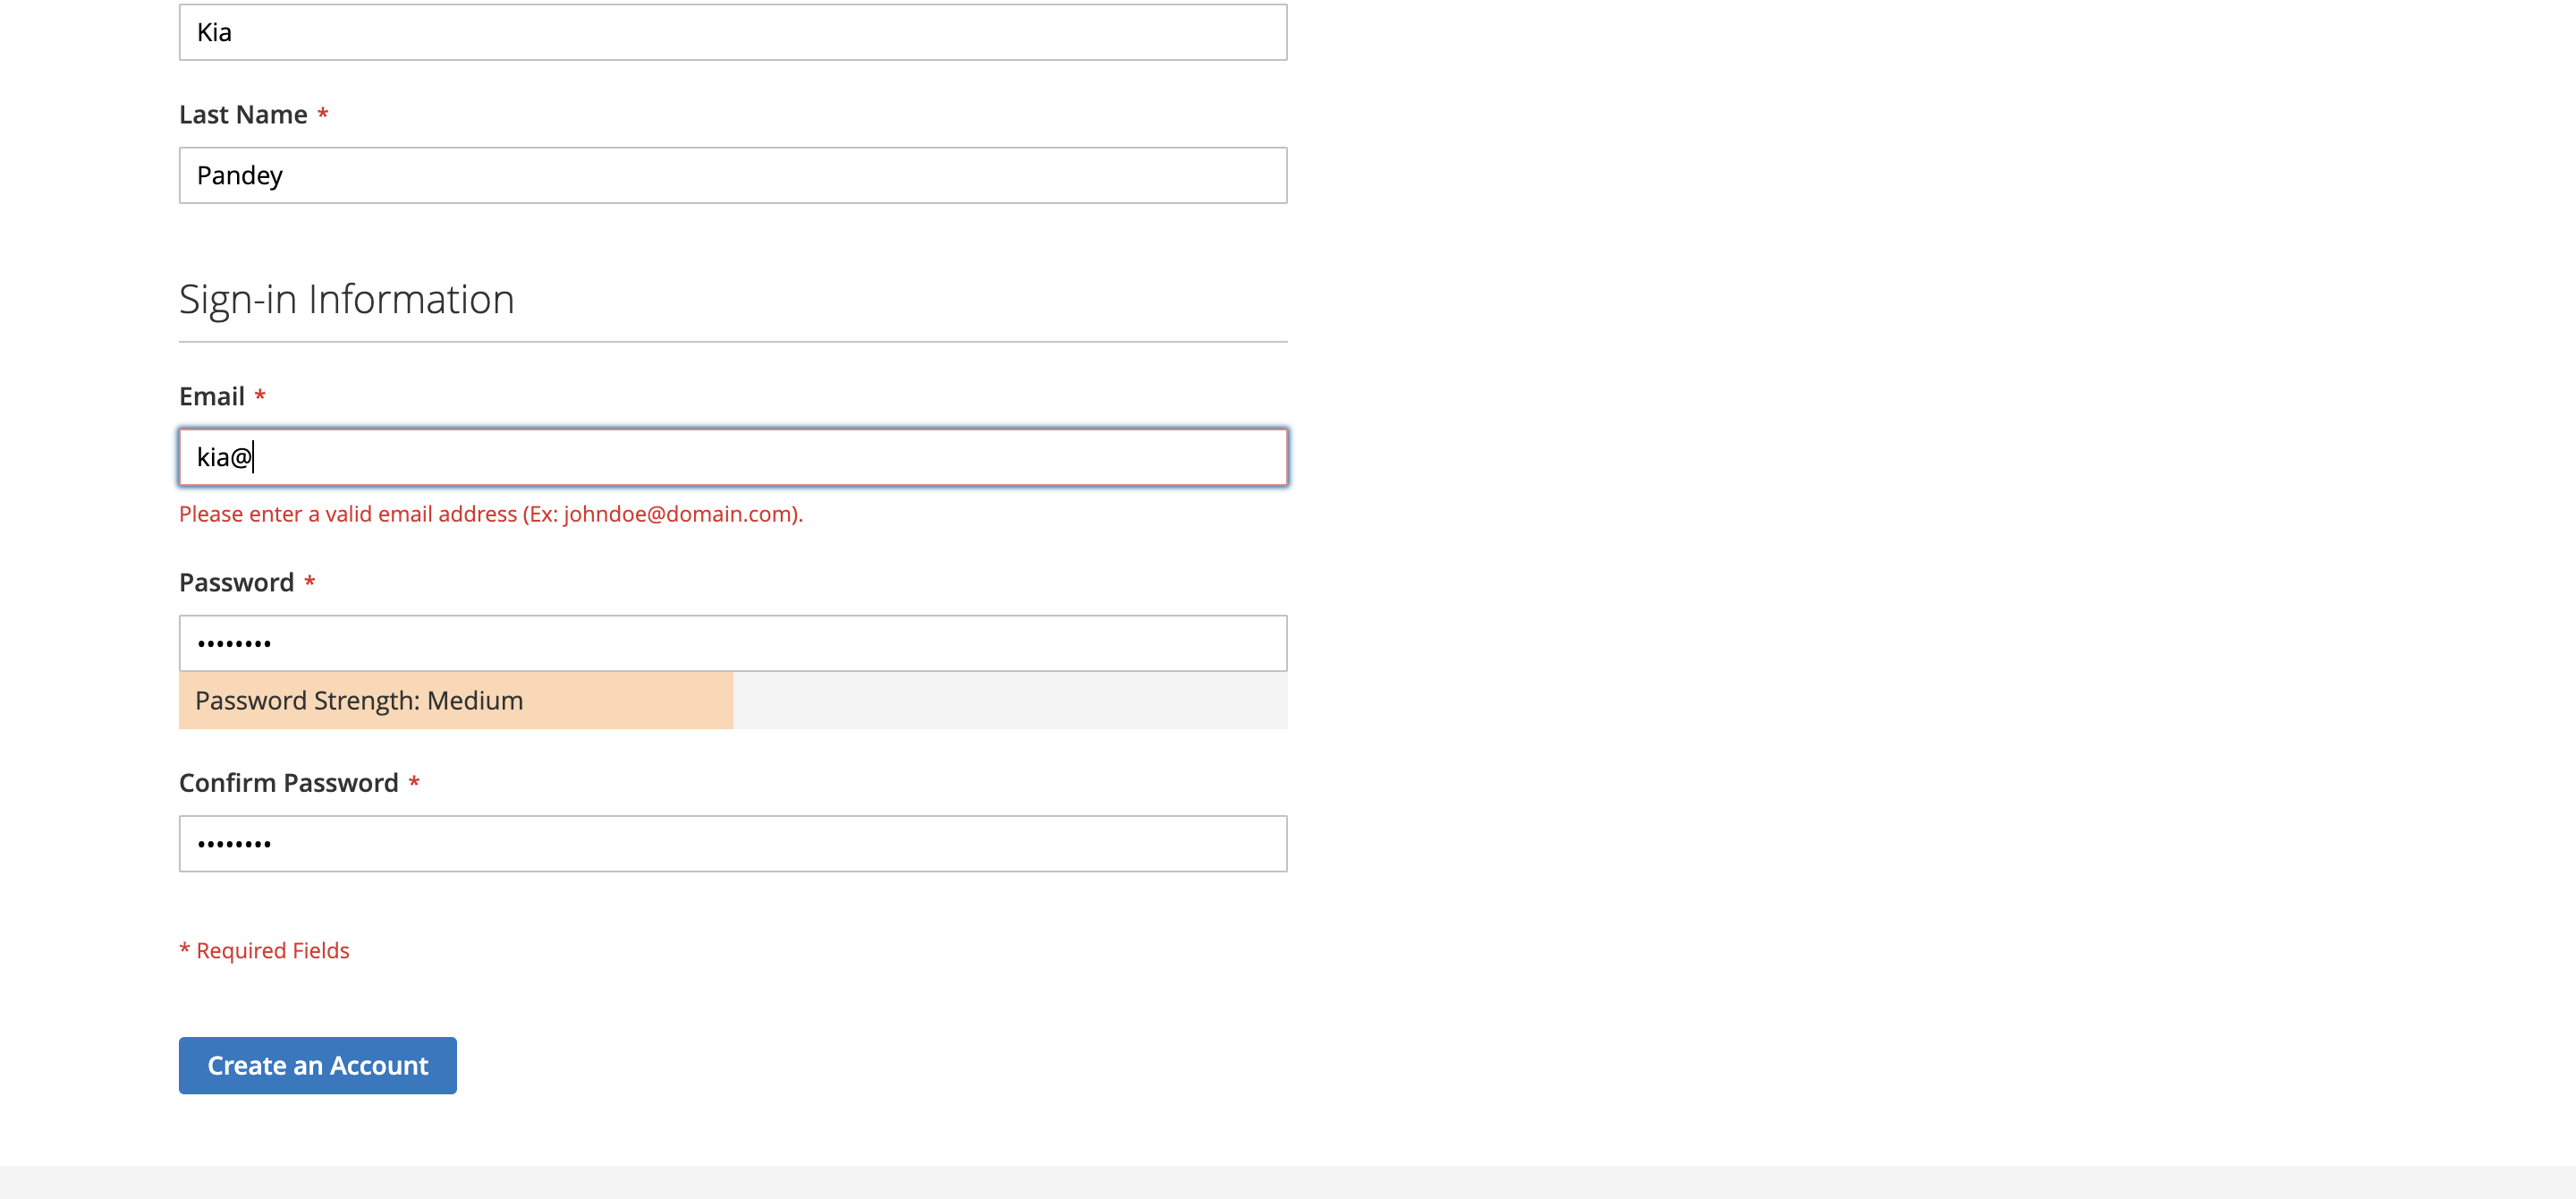 Kia
Last Name *
Pandey
Sign-in Information
Email *
kia@
Please enter a valid email address (Ex: johndoe@domain.com).
Password *
••••••••
Password Strength: Medium
Confirm Password *
••••••••
* Required Fields
Create an Account